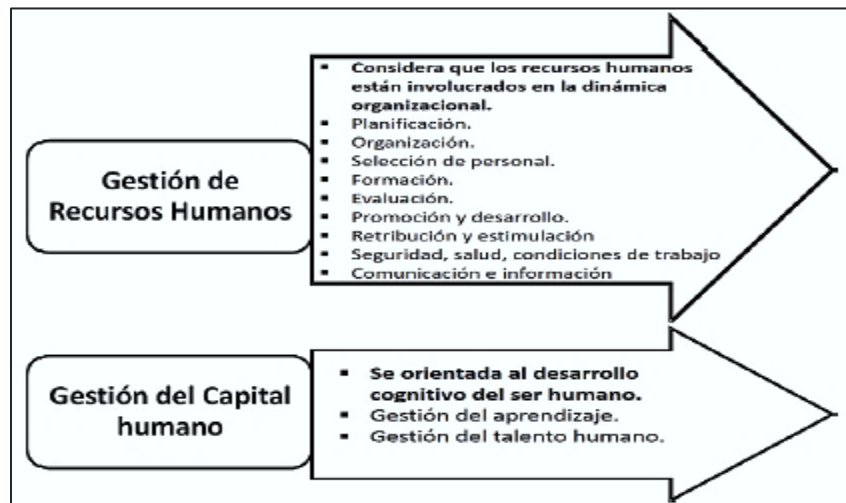 Gestión de
Recursos Humanos
▪ Considera que los recursos humanos
están involucrados en la dinámica
organizacional.
▪ Planificación.
▪ Organización.
▪ Selección de personal.
▪ Formación.
▪ Evaluación.
▪ Promoción y desarrollo.
▪ Retribución y estimulación
▪ Seguridad, salud, condiciones de trabajo
▪ Comunicación e información
Gestión del Capital
humano
▪ Se orientada al desarrollo
cognitivo del ser humano.
▪ Gestión del aprendizaje.
▪ Gestión del talento humano.